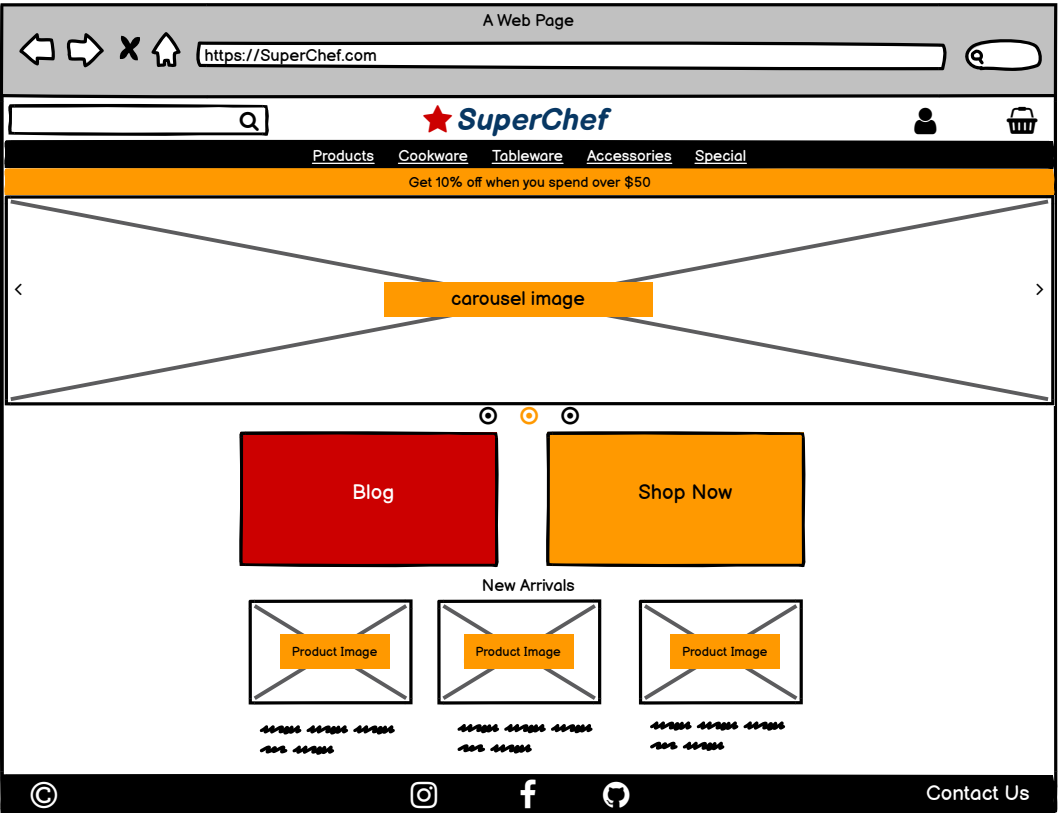 A Web Page
https://SuperChef.com
SuperChef
Products Cookware Tableware Accessories Special
Get 10% off when you spend over $50
carousel image
Blog Shop Now
New Arrivals
Product Image Product Image Product Image
© Contact Us